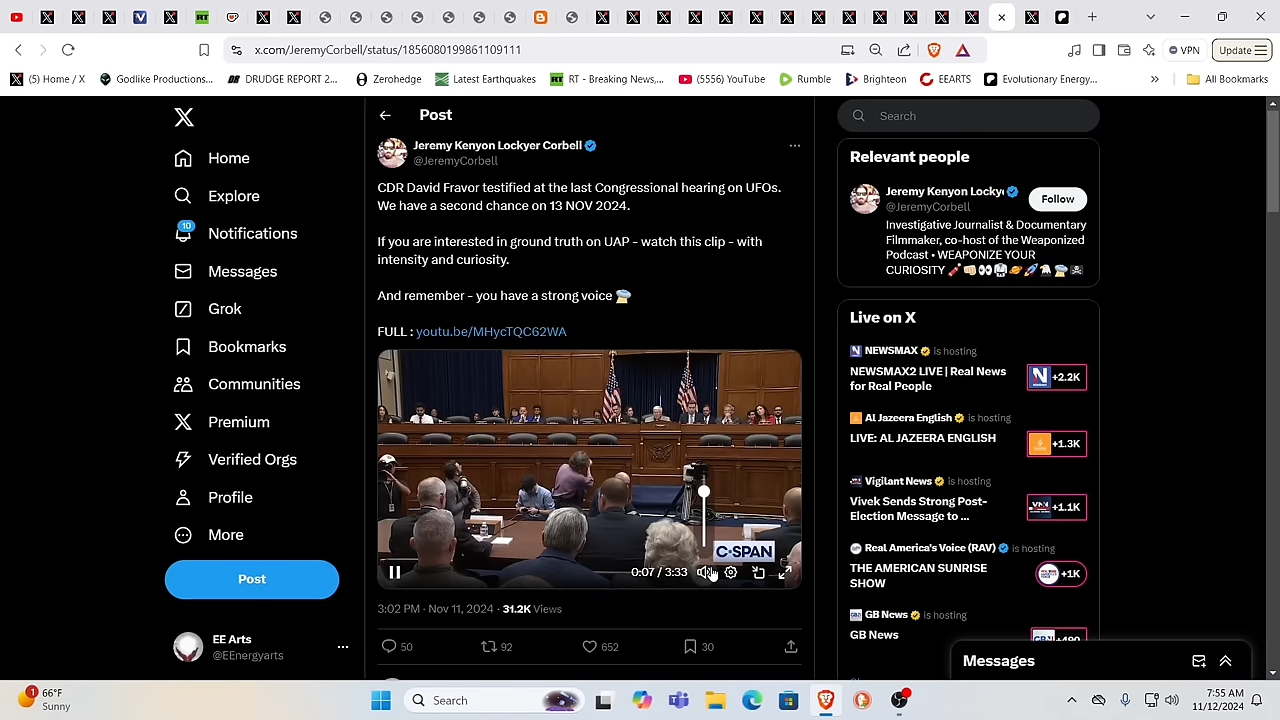 x.com/JeremyCorbell/status/1856080199861109111
VPN
Update
(5) Home / X
Godlike Productions...
DRUDGE REPORT 2...
Zerohedge
Latest Earthquakes
RT - Breaking News,...
(5556) YouTube
Rumble
Brighteon
EEARTS
Evolutionary Energy...
All Bookmarks
Home
Explore
10
Notifications
Messages
Grok
Bookmarks
Communities
Premium
Verified Orgs
Profile
More
Post
EE Arts
@EEnergyarts
Post
Jeremy Kenyon Lockyer Corbell
@JeremyCorbell
CDR David Fravor testified at the last Congressional hearing on UFOs.
We have a second chance on 13 NOV 2024.
If you are interested in ground truth on UAP - watch this clip - with
intensity and curiosity.
And remember - you have a strong voice 🛸
FULL : youtu.be/MHycTQC62WA
C-SPAN
0:07 / 3:33
3:02 PM · Nov 11, 2024 · 31.2K Views
50
92
652
30
Search
Relevant people
Jeremy Kenyon Lockye
@JeremyCorbell
Follow
Investigative Journalist & Documentary
Filmmaker, co-host of the Weaponized
Podcast • WEAPONIZE YOUR
CURIOSITY
Live on X
NEWSMAX is hosting
NEWSMAX2 LIVE | Real News
for Real People
+2.2K
Al Jazeera English is hosting
LIVE: AL JAZEERA ENGLISH
+1.3K
Vigilant News is hosting
Vivek Sends Strong Post-
Election Message to ...
+1.1K
Real America's Voice (RAV) is hosting
THE AMERICAN SUNRISE
SHOW
+1K
GB News is hosting
GB News
+490
Messages
1
66°F
Sunny
Search
7:55 AM
11/12/2024